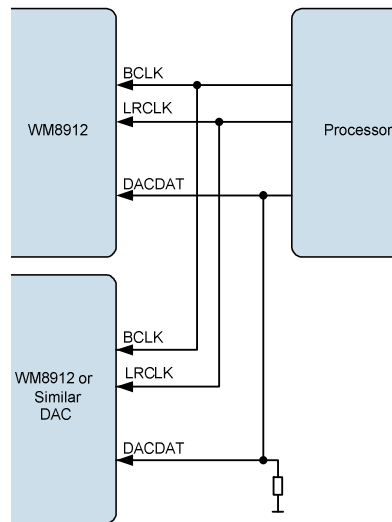 BCLK
LRCLK
WM8912
Processor
DACDAT
BCLK
WM8912 or
Similar
DAC
LRCLK
DACDAT